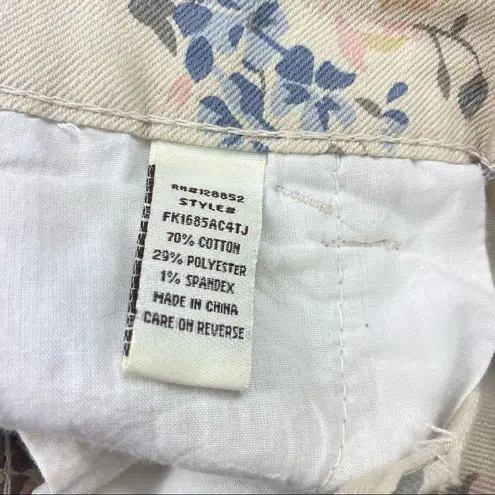 RN#128852
STYLE#
FK1685AC4TJ
70% COTTON
29% POLYESTER
1% SPANDEX
MADE IN CHINA
CARE ON REVERSE